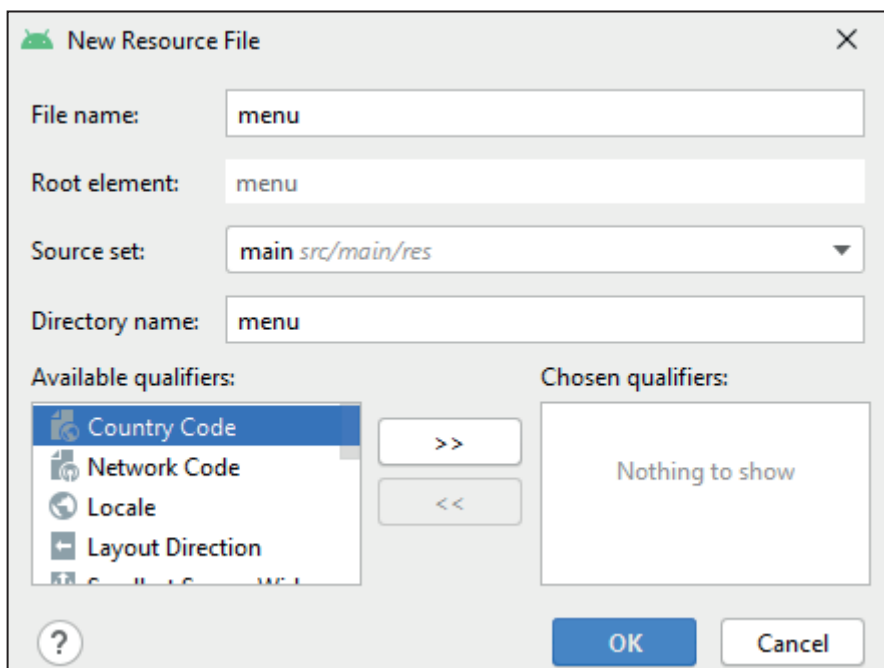 New Resource File
File name: menu
Root element: menu
Source set: main src/main/res
Directory name: menu
Available qualifiers:
Chosen qualifiers:
Country Code
Network Code
Locale
Layout Direction
>>
<<
Nothing to show
?
OK
Cancel